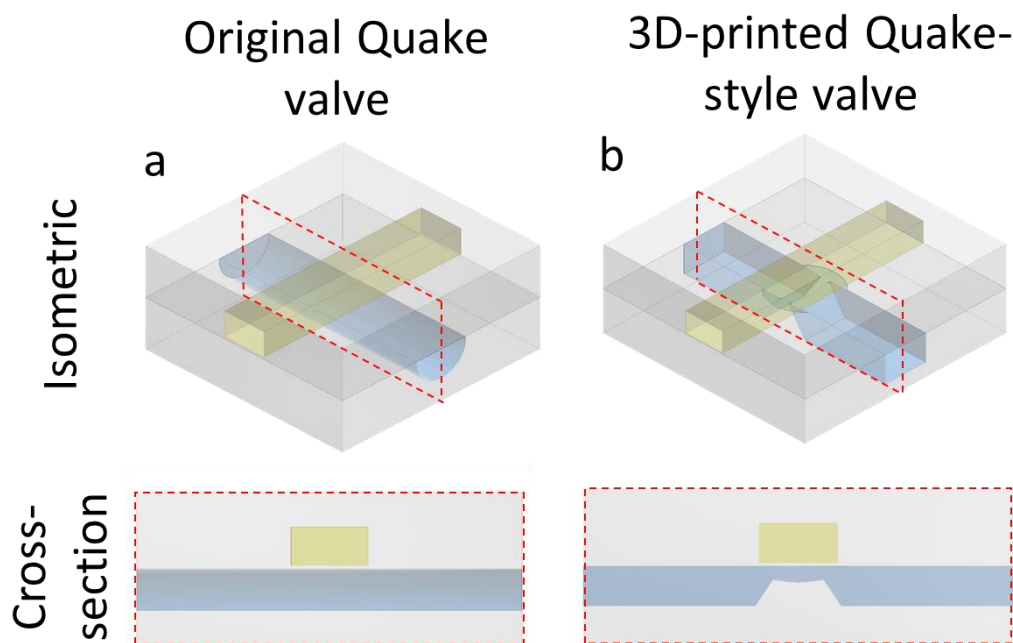 Original Quake
valve
3D-printed Quake-
style valve
a
b
Isometric
Cross-
section